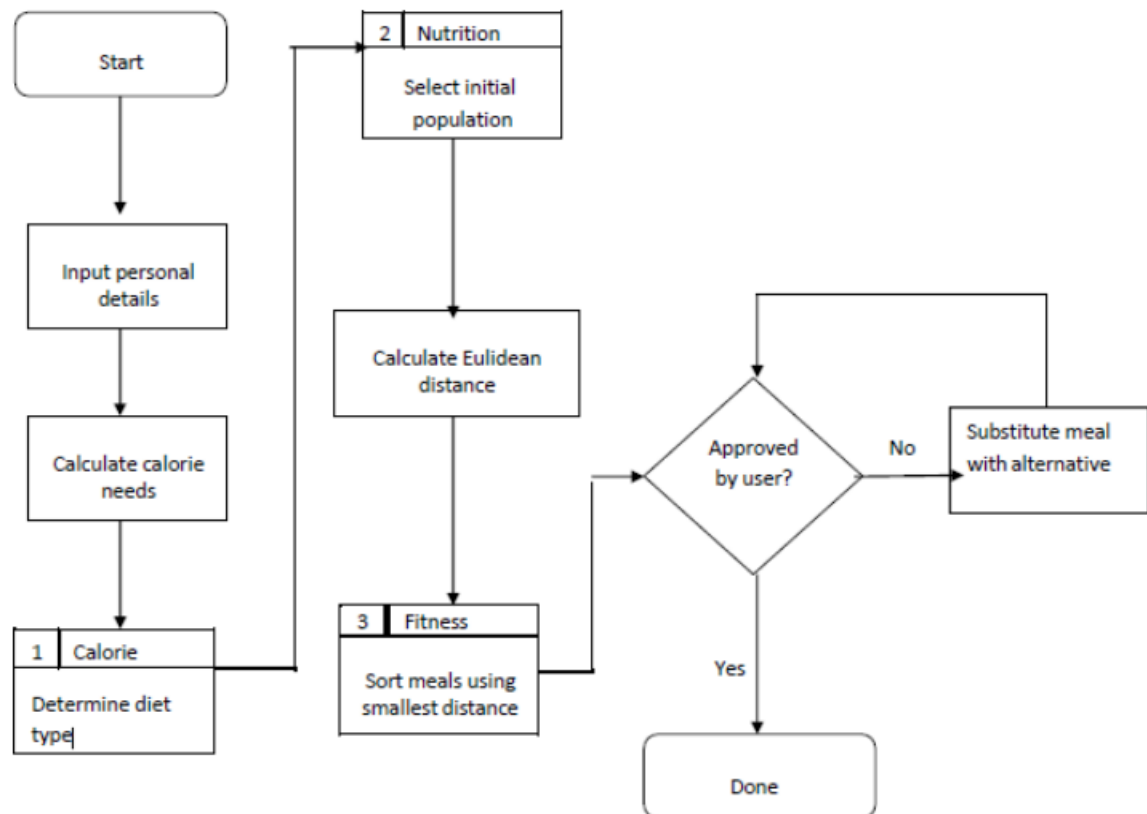 Start
Input personal
details
Calculate calorie
needs
1 Calorie
Determine diet
type
2 Nutrition
Select initial
population
Calculate Eulidean
distance
3 Fitness
Sort meals using
smallest distance
Approved
by user?
No
Substitute meal
with alternative
Yes
Done